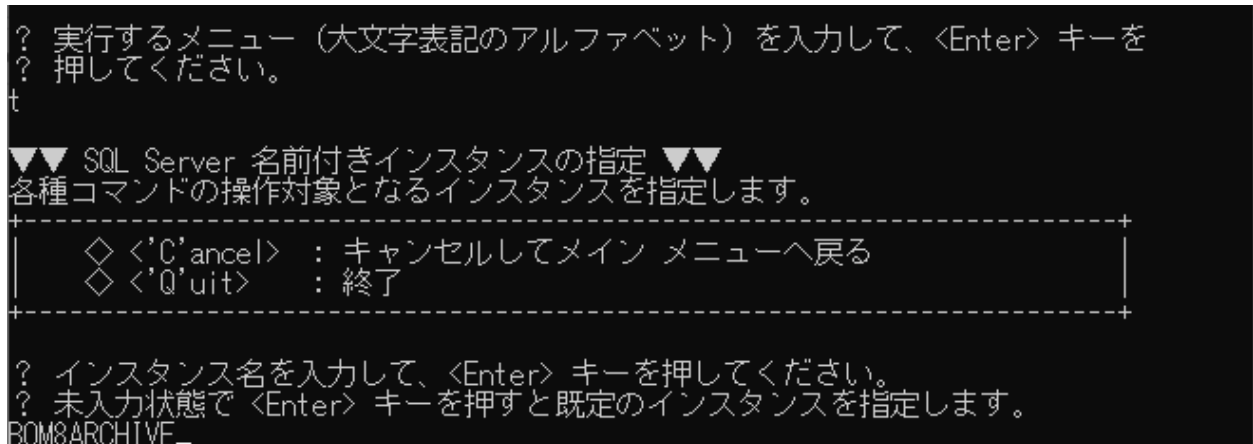 ? 実行するメニュー（大文字表記のアルファベット）を入力して、<Enter> キーを
? 押してください。
t
▼▼ SQL Server 名前付きインスタンスの指定 ▼▼
各種コマンドの操作対象となるインスタンスを指定します。
+-------------------------------------------------------------------------+
|    ◇ <'C'ancel>  : キャンセルしてメイン メニューへ戻る    |
|    ◇ <'Q'uit>    : 終了    |
+-------------------------------------------------------------------------+
? インスタンス名を入力して、<Enter> キーを押してください。
? 未入力状態で <Enter> キーを押すと既定のインスタンスを指定します。
BOM8ARCHIVE_